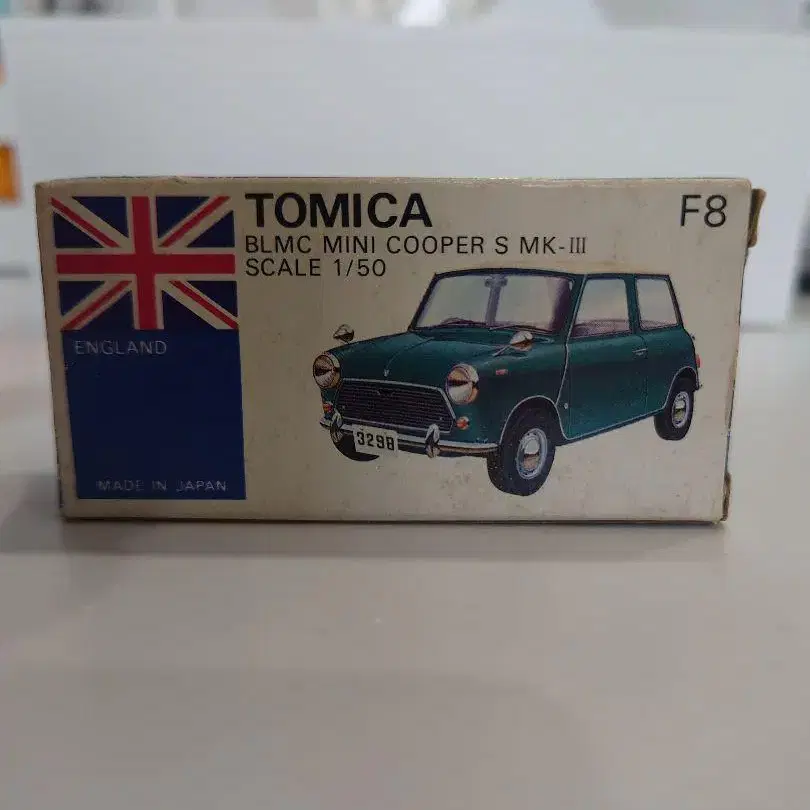 TOMICA
F8
BLMC MINI COOPER S MK-III
SCALE 1/50
ENGLAND
3298
MADE IN JAPAN